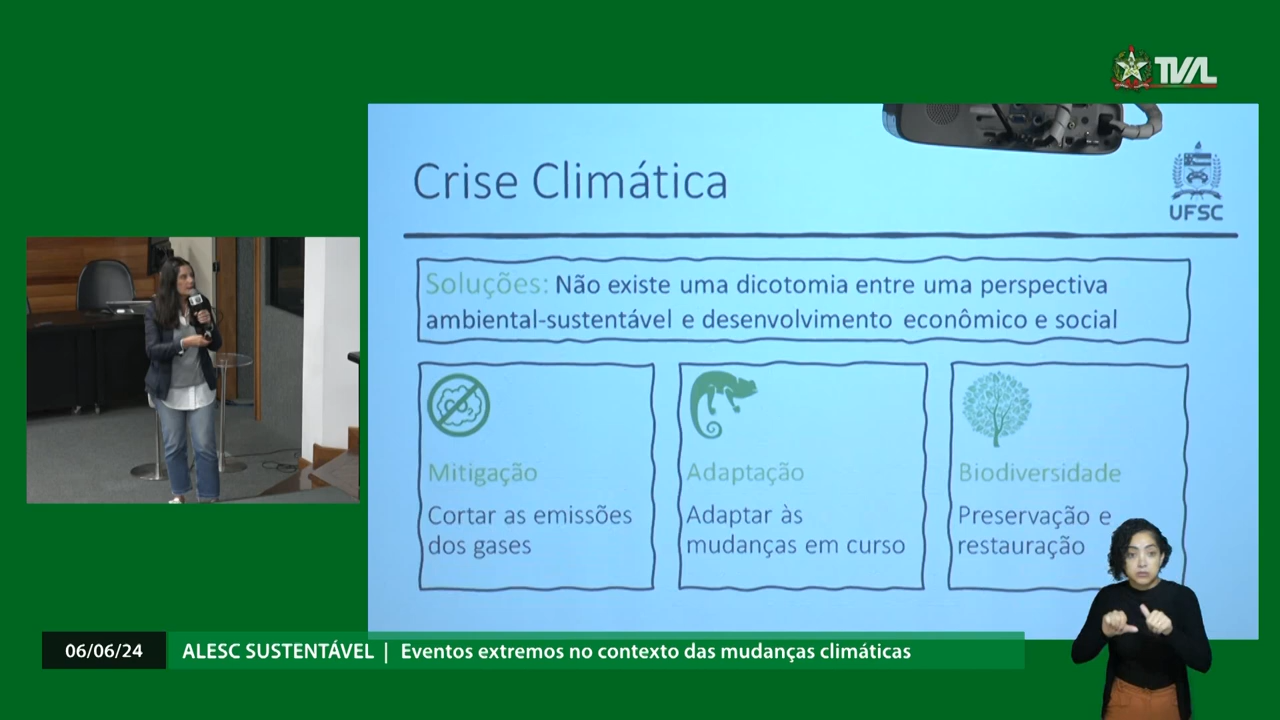 TVAL
Crise Climática
UFSC
Soluções: Não existe uma dicotomia entre uma perspectiva
ambiental-sustentável e desenvolvimento econômico e social
CO₂
Mitigação
Cortar as emissões
dos gases
Adaptação
Adaptar às
mudanças em curso
Biodiversidade
Preservação e
restauração
06/06/24
ALESC SUSTENTÁVEL | Eventos extremos no contexto das mudanças climáticas